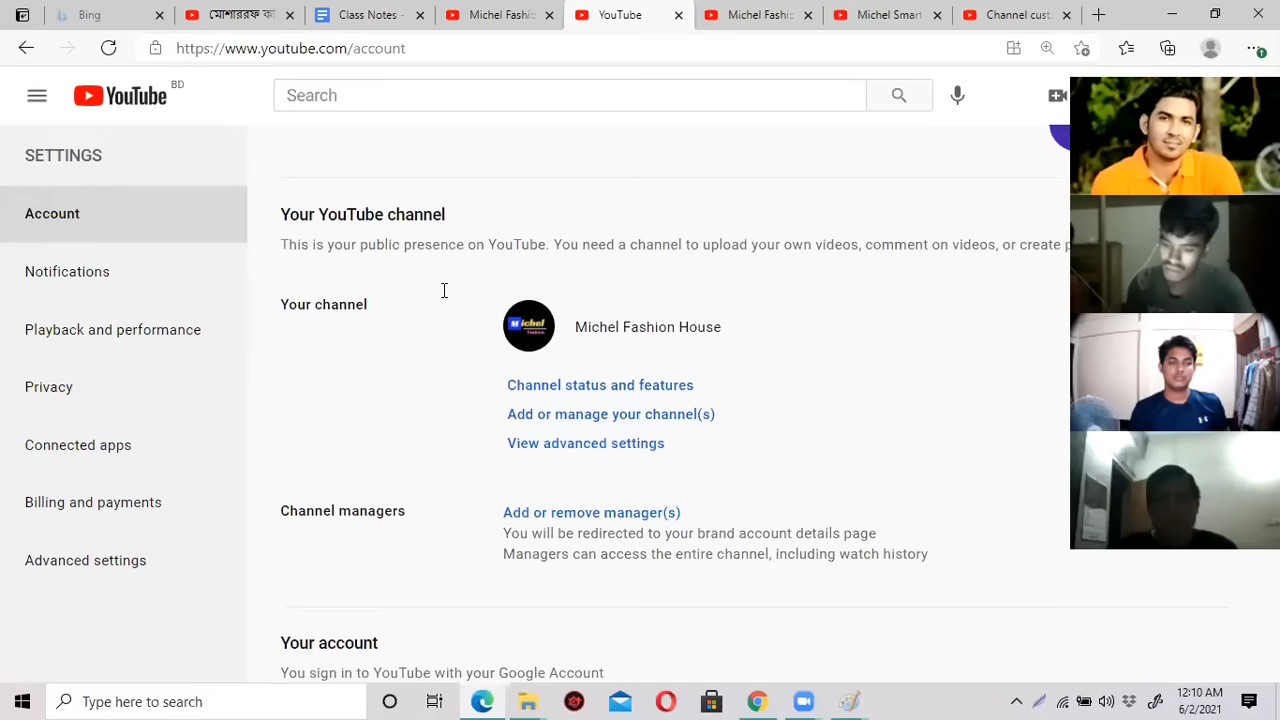 Bing
মোশাররফ ক
Docs
YouTube
YouTube
Michel Fashi
Michel Smart
Channel cust
https://www.youtube.com/account
YouTube BD
Search
SETTINGS
Account
Notifications
Playback and performance
Privacy
Connected apps
Billing and payments
Advanced settings
Your YouTube channel
This is your public presence on YouTube. You need a channel to upload your own videos, comment on videos, or create p
Your channel
Michel
Fashion
Michel Fashion House
Channel status and features
Add or manage your channel(s)
View advanced settings
Channel managers
Add or remove manager(s)
You will be redirected to your brand account details page
Managers can access the entire channel, including watch history
Your account
You sign in to YouTube with your Google Account
Type here to search
12:10 AM
6/2/2021